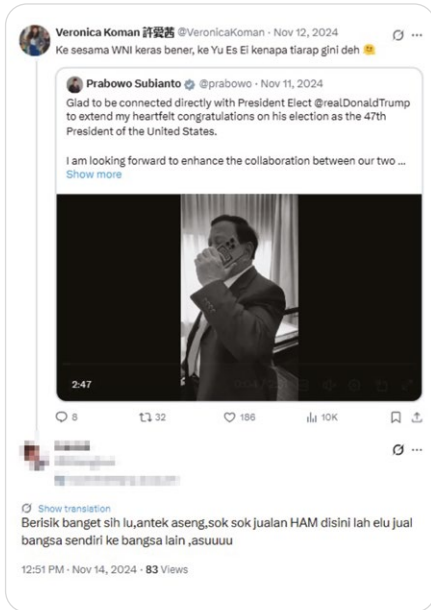 Veronica Koman 許愛茜 @VeronicaKoman · Nov 12, 2024
Ke sesama WNI keras bener, ke Yu Es Ei kenapa tiarap gini deh
Prabowo Subianto @prabowo · Nov 11, 2024
Glad to be connected directly with President Elect @realDonaldTrump
to extend my heartfelt congratulations on his election as the 47th
President of the United States.
I am looking forward to enhance the collaboration between our two ...
Show more
2:47
8 32 186 10K
Show translation
Berisik banget sih lu,antek aseng,sok sok jualan HAM disini lah elu jual
bangsa sendiri ke bangsa lain ,asuuuu
12:51 PM · Nov 14, 2024 · 83 Views